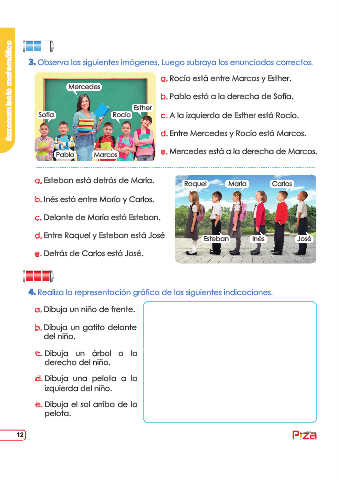 Razonamiento matemático
3. Observa las siguientes imágenes, Luego subraya los enunciados correctos.
Mercedes
Sofía
Rocío
Esther
Pablo
Marcos
a. Rocío está entre Marcos y Esther.
b. Pablo está a la derecha de Sofía.
c. A la izquierda de Esther está Rocío.
d. Entre Mercedes y Rocío está Marcos.
e. Mercedes está a la derecha de Marcos.
a. Esteban está detrás de María.
b. Inés está entre María y Carlos.
c. Delante de María está Esteban.
d. Entre Raquel y Esteban está José
e. Detrás de Carlos está José.
Raquel
María
Carlos
Esteban
Inés
José
4. Realiza la representación gráfica de las siguientes indicaciones.
a. Dibuja un niño de frente.
b. Dibuja un gatito delante
del niño.
c. Dibuja un árbol a la
derecha del niño.
d. Dibuja una pelota a la
izquierda del niño.
e. Dibuja el sol arriba de la
pelota.
12